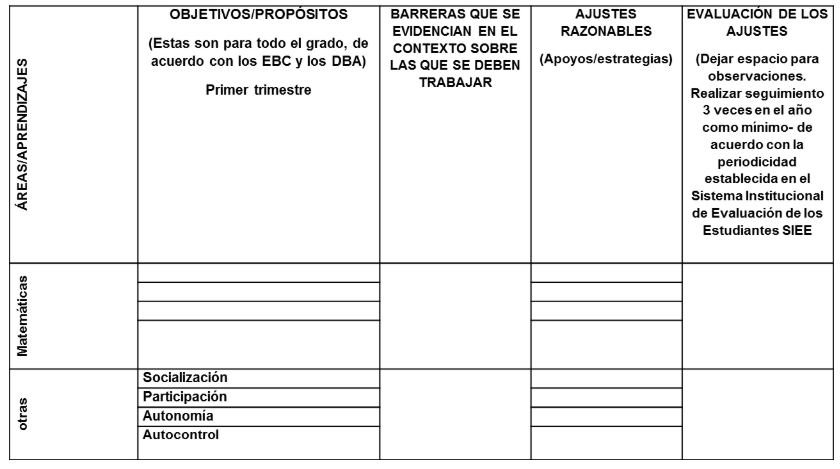 ÁREAS/APRENDIZAJES
OBJETIVOS/PROPÓSITOS
(Estas son para todo el grado, de
acuerdo con los EBC y los DBA)
Primer trimestre
BARRERAS QUE SE
EVIDENCIAN EN EL
CONTEXTO SOBRE
LAS QUE SE DEBEN
TRABAJAR
AJUSTES
RAZONABLES
(Apoyos/estrategias)
EVALUACIÓN DE LOS
AJUSTES
(Dejar espacio para
observaciones.
Realizar seguimiento
3 veces en el año
como mínimo- de
acuerdo con la
periodicidad
establecida en el
Sistema Institucional
de Evaluación de los
Estudiantes SIEE
Matemáticas
otras
Socialización
Participación
Autonomía
Autocontrol